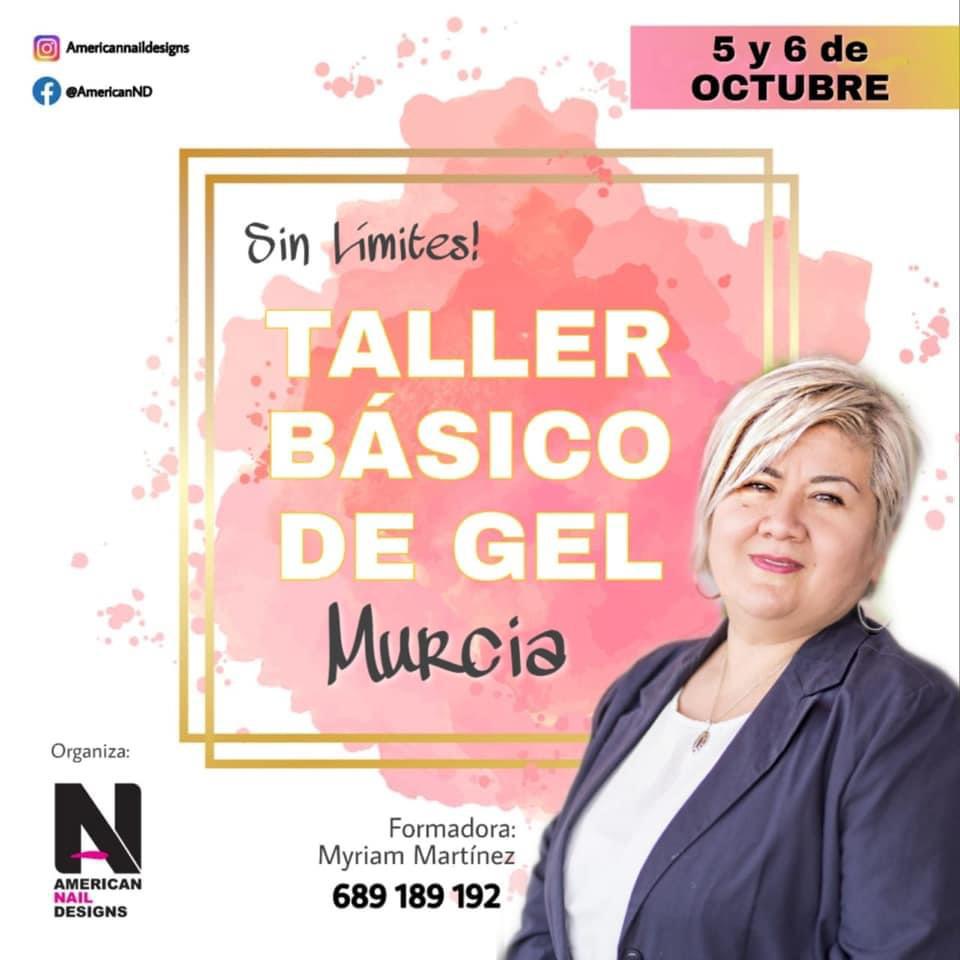 Americannaildesigns
@AmericanND
5 y 6 de
OCTUBRE
Sin Límites!
TALLER
BÁSICO
DE GEL
Murcia
Organiza:
N
AMERICAN
NAIL
DESIGNS
Formadora:
Myriam Martínez
689 189 192